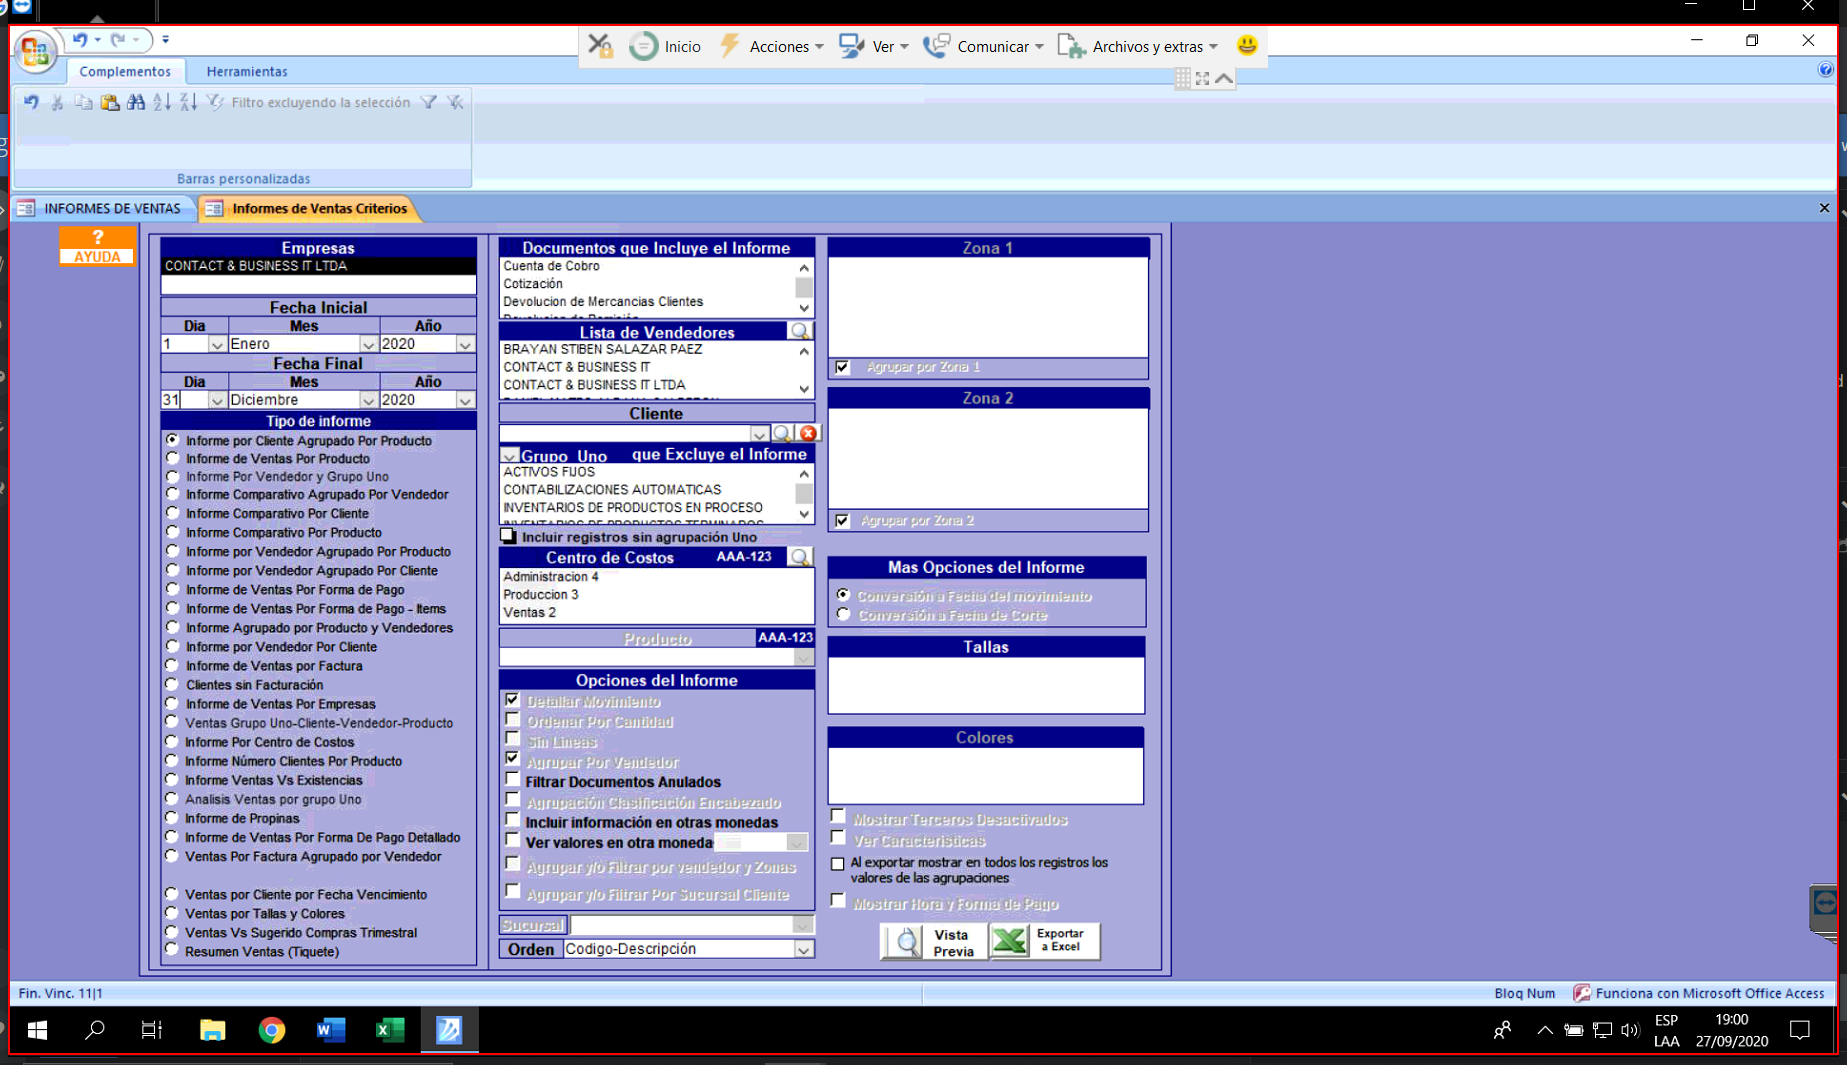 Inicio
Acciones
Ver
Comunicar
Archivos y extras
Complementos
Herramientas
Filtro excluyendo la selección
Barras personalizadas
INFORMES DE VENTAS
Informes de Ventas Criterios
?
AYUDA
Empresas
CONTACT & BUSINESS IT LTDA
Fecha Inicial
Dia Mes Año
1 Enero 2020
Fecha Final
Dia Mes Año
31 Diciembre 2020
Tipo de informe
Informe por Cliente Agrupado Por Producto
Informe de Ventas Por Producto
Informe Por Vendedor y Grupo Uno
Informe Comparativo Agrupado Por Vendedor
Informe Comparativo Por Cliente
Informe Comparativo Por Producto
Informe por Vendedor Agrupado Por Producto
Informe por Vendedor Agrupado Por Cliente
Informe de Ventas Por Forma de Pago
Informe de Ventas Por Forma de Pago - Items
Informe Agrupado por Producto y Vendedores
Informe por Vendedor Por Cliente
Informe de Ventas por Factura
Clientes sin Facturación
Informe de Ventas Por Empresas
Ventas Grupo Uno-Cliente-Vendedor-Producto
Informe Por Centro de Costos
Informe Número Clientes Por Producto
Informe Ventas Vs Existencias
Analisis Ventas por grupo Uno
Informe de Propinas
Informe de Ventas Por Forma De Pago Detallado
Ventas Por Factura Agrupado por Vendedor
Ventas por Cliente por Fecha Vencimiento
Ventas por Tallas y Colores
Ventas Vs Sugerido Compras Trimestral
Resumen Ventas (Tiquete)
Documentos que Incluye el Informe
Cuenta de Cobro
Cotización
Devolucion de Mercancias Clientes
Lista de Vendedores
BRAYAN STIBEN SALAZAR PAEZ
CONTACT & BUSINESS IT
CONTACT & BUSINESS IT LTDA
Cliente
Grupo Uno que Excluye el Informe
ACTIVOS FIJOS
CONTABILIZACIONES AUTOMATICAS
INVENTARIOS DE PRODUCTOS EN PROCESO
INVENTARIOS DE PRODUCTOS TERMINADOS
Incluir registros sin agrupación Uno
Centro de Costos AAA-123
Administracion 4
Produccion 3
Ventas 2
Producto AAA-123
Opciones del Informe
Detallar Movimiento
Ordenar Por Cantidad
Sin Lineas
Agrupar Por Vendedor
Filtrar Documentos Anulados
Agrupación Clasificación Encabezado
Incluir información en otras monedas
Ver valores en otra moneda
Agrupar y/o Filtrar por vendedor y Zonas
Agrupar y/o Filtrar Por Sucursal Cliente
Sucursal
Orden Codigo-Descripción
Zona 1
Agrupar por Zona 1
Zona 2
Agrupar por Zona 2
Mas Opciones del Informe
Conversión a Fecha del movimiento
Conversión a Fecha de Corte
Tallas
Colores
Mostrar Terceros Desactivados
Ver Caracteristicas
Al exportar mostrar en todos los registros los
valores de las agrupaciones
Mostrar Hora y Forma de Pago
Vista
Previa
Exportar
a Excel
Fin. Vinc. 11|1
Bloq Num
Funciona con Microsoft Office Access
ESP
LAA
19:00
27/09/2020